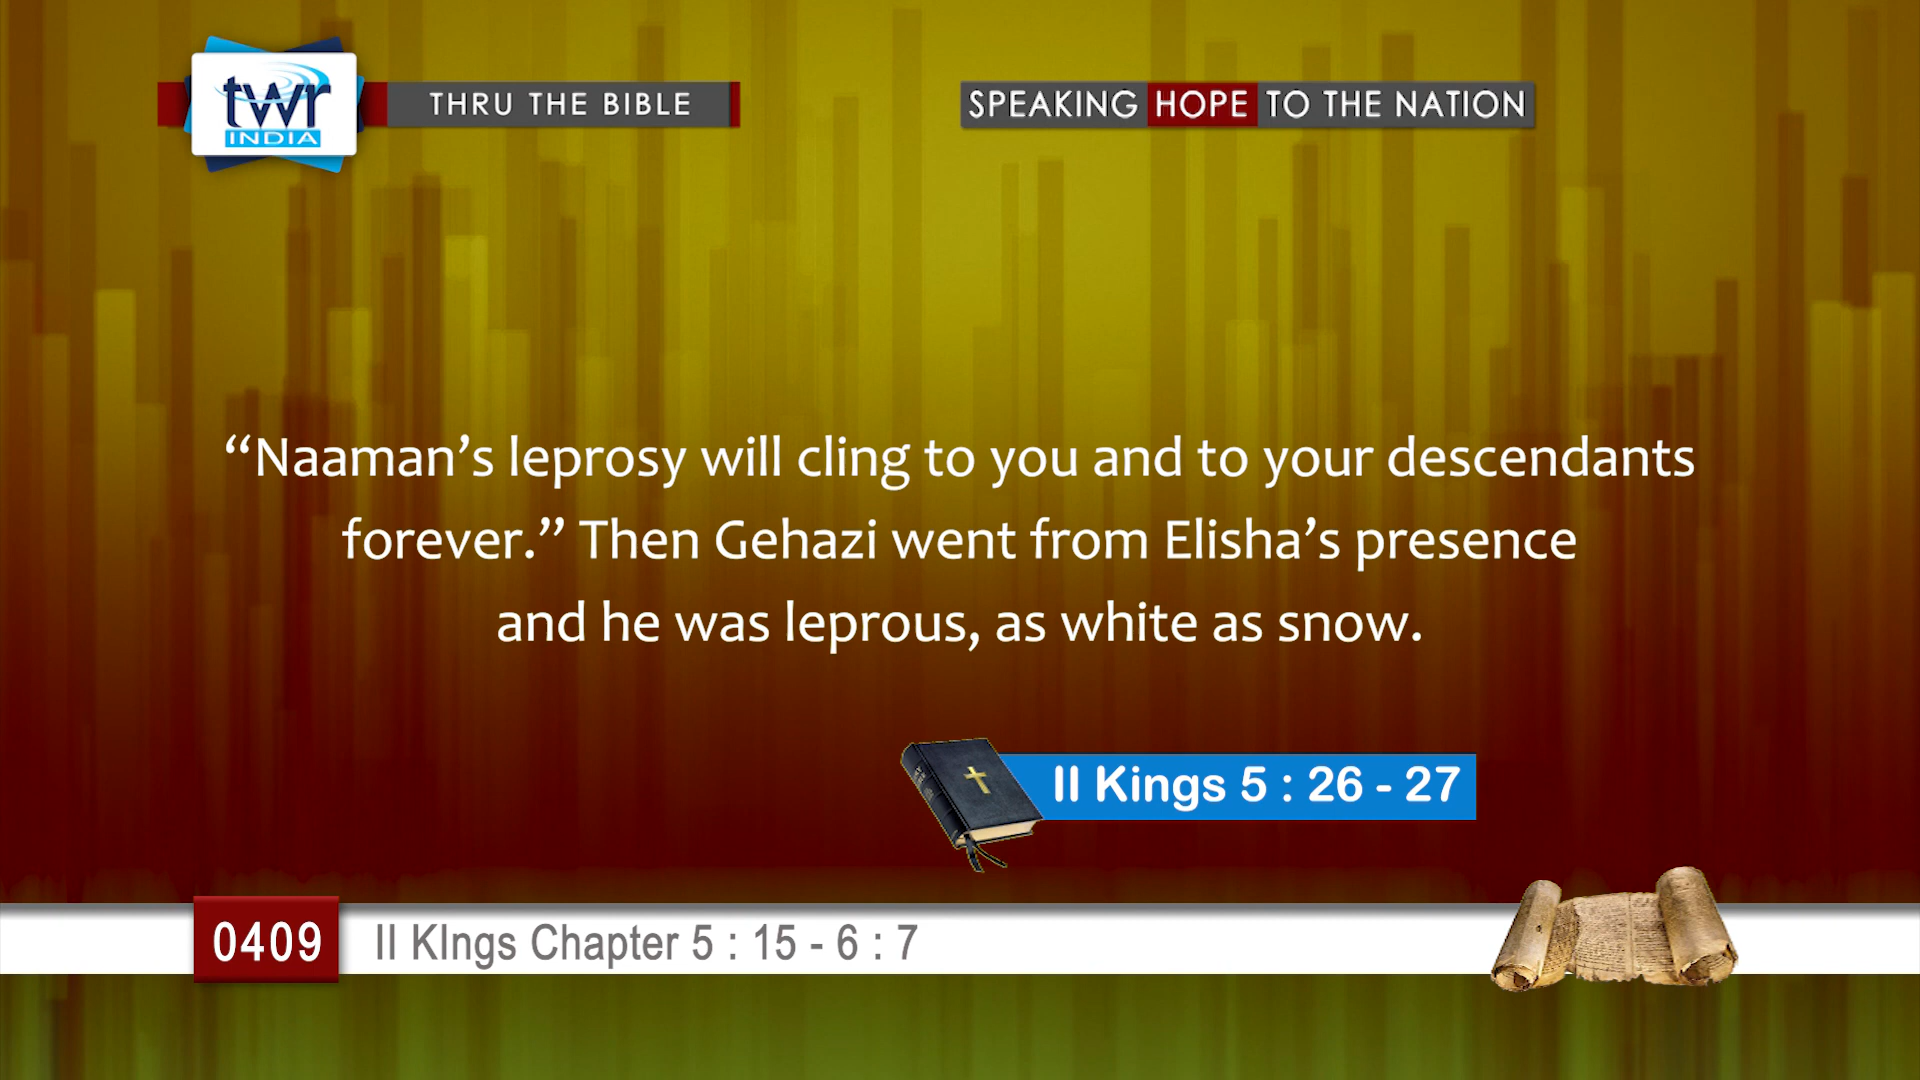 twr
INDIA
THRU THE BIBLE
SPEAKING HOPE TO THE NATION
“Naaman’s leprosy will cling to you and to your descendants
forever.” Then Gehazi went from Elisha’s presence
and he was leprous, as white as snow.
II Kings 5 : 26 - 27
0409
II KIngs Chapter 5 : 15 - 6 : 7